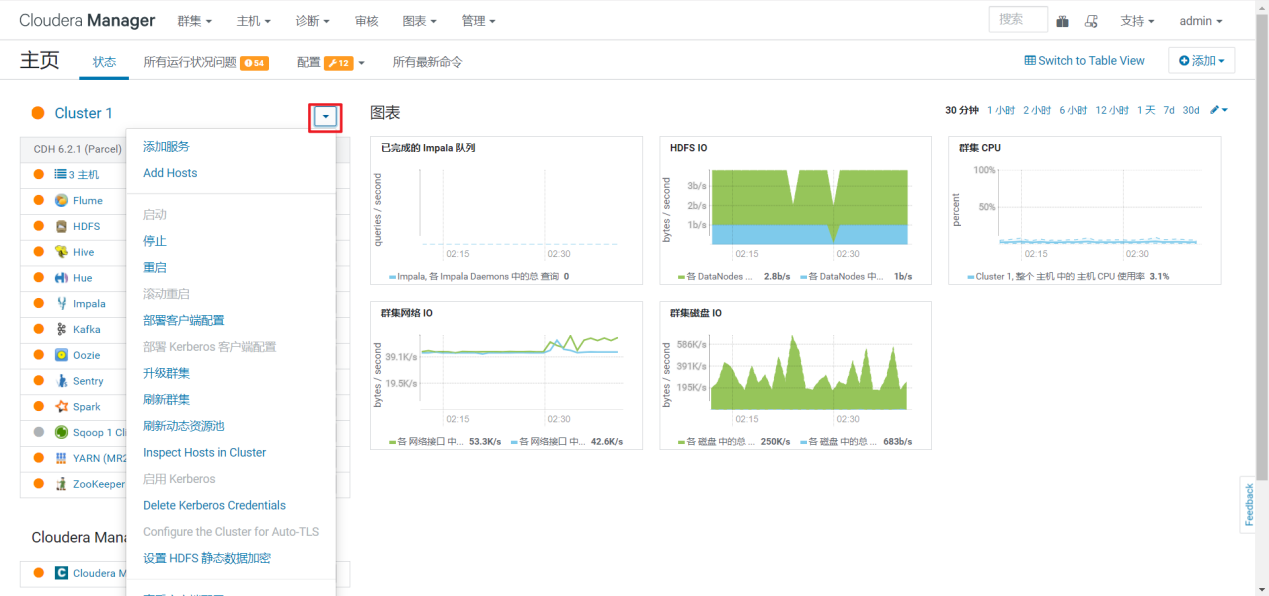 Cloudera Manager 群集 主机 诊断 审核 图表 管理 搜索 支持 admin
主页 状态 所有运行状况问题 54 配置 12 所有最新命令 Switch to Table View 添加
Cluster 1
CDH 6.2.1 (Parcel)
3 主机
Flume
HDFS
Hive
Hue
Impala
Kafka
Oozie
Sentry
Spark
Sqoop 1 Cli
YARN (MR2
ZooKeeper
Cloudera Mana
Cloudera M
添加服务
Add Hosts
启动
停止
重启
滚动重启
部署客户端配置
部署 Kerberos 客户端配置
升级群集
刷新群集
刷新动态资源池
Inspect Hosts in Cluster
启用 Kerberos
Delete Kerberos Credentials
Configure the Cluster for Auto-TLS
设置 HDFS 静态数据加密
图表
30 分钟 1 小时 2 小时 6 小时 12 小时 1 天 7d 30d
已完成的 Impala 队列
queries / second
02:15 02:30
Impala, 各 Impala Daemons 中的总 查询 0
HDFS IO
bytes / second
3b/s
2b/s
1b/s
02:15 02:30
各 DataNodes ... 2.8b/s 各 DataNodes 中... 1b/s
群集 CPU
percent
100%
50%
02:15 02:30
Cluster 1, 整个 主机 中的 主机 CPU 使用率 3.1%
群集网络 IO
bytes / second
39.1K/s
19.5K/s
02:15 02:30
各 网络接口 中... 53.3K/s 各 网络接口 中... 42.6K/s
群集磁盘 IO
bytes / second
586K/s
391K/s
195K/s
02:15 02:30
各 磁盘 中的总 ... 250K/s 各 磁盘 中的总 ... 683b/s
Feedback